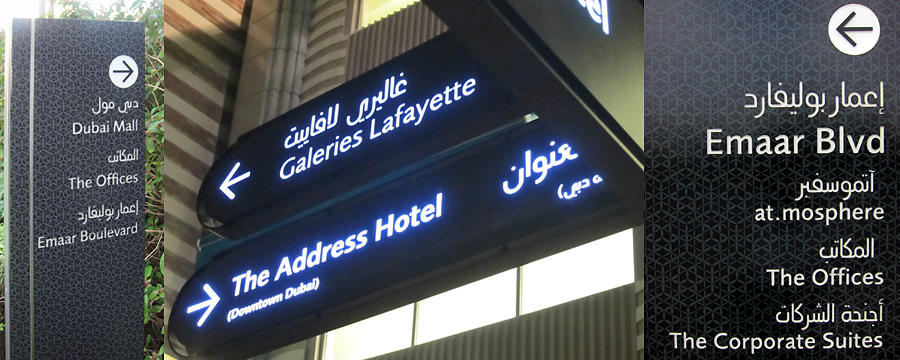 دبي مول
Dubai Mall
المكاتب
The Offices
إعمار بوليفارد
Emaar Boulevard
غاليري لافاييت
Galeries Lafayette
The Address Hotel
(Downtown Dubai)
إعمار بوليفارد
Emaar Blvd
آتموسفير
at.mosphere
المكاتب
The Offices
أجنحة الشركات
The Corporate Suites